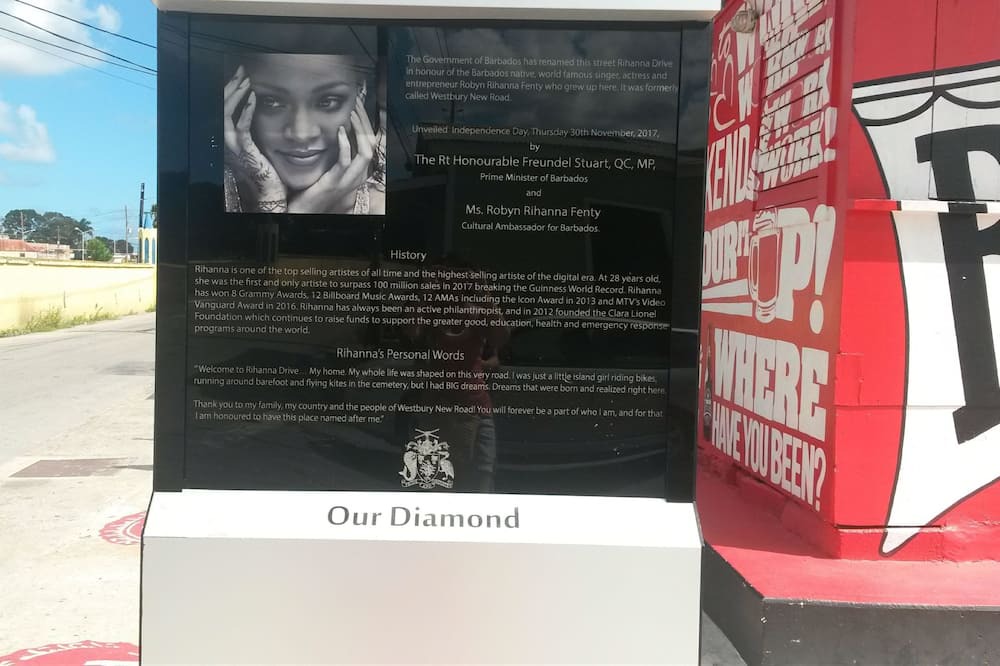 The Government of Barbados has renamed this street Rihanna Drive
in honour of the Barbados native, world famous singer, actress and
entrepreneur Robyn Rihanna Fenty who grew up here. It was formerly
called Westbury New Road.
Unveiled Independence Day, Thursday 30th November, 2017,
by
The Rt Honourable Freundel Stuart, QC, MP,
Prime Minister of Barbados
and
Ms. Robyn Rihanna Fenty
Cultural Ambassador for Barbados.
History
Rihanna is one of the top selling artistes of all time and the highest-selling artiste of the digital era. At 28 years old,
she was the first and only artiste to surpass 100 million sales in 2017 breaking the Guinness World Record. Rihanna
has won 8 Grammy Awards, 12 Billboard Music Awards, 12 AMAs including the Icon Award in 2013 and MTV's Video
Vanguard Award in 2016. Rihanna has always been an active philanthropist, and in 2012 founded the Clara Lionel
Foundation which continues to raise funds to support the greater good, education, health and emergency response
programs around the world.
Rihanna's Personal Words
"Welcome to Rihanna Drive... My home. My whole life was shaped on this very road. I was just a little island girl riding bikes,
running around barefoot and flying kites in the cemetery, but I had BIG dreams. Dreams that were born and realized right here.
Thank you to my family, my country and the people of Westbury New Road! You will forever be a part of who I am, and for that
I am honoured to have this place named after me."
Our Diamond
WORK!
KEND
OUR
UP!
WHERE
HAVE YOU BEEN?